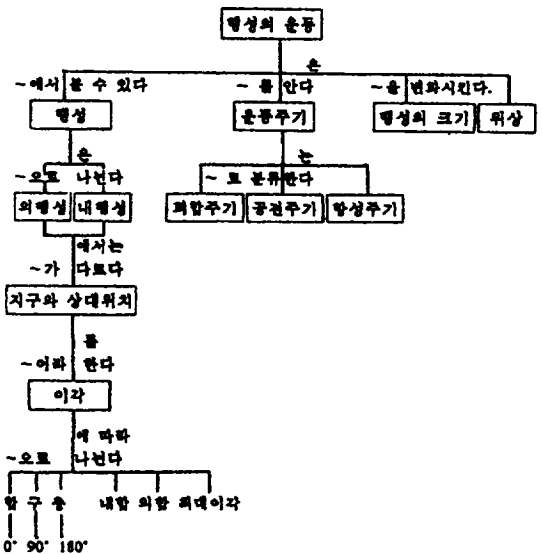 행성의 운동
은
~에서 볼 수 있다 ~를 안다 ~을 변화시킨다.
행성 운동주기 행성의 크기 위상
은 는
~으로 나뉜다 ~로 분류한다
외행성 내행성 회합주기 공전주기 항성주기
에서는
~가 다르다
지구와 상대위치
를
~이라 한다
이각
에 따라
~으로 나뉜다
합 구 충 내합 외합 최대이각
0° 90° 180°